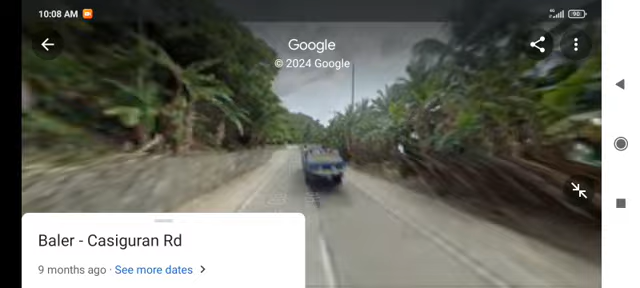 10:08 AM
90
Google
© 2024 Google
Baler - Casiguran Rd
9 months ago · See more dates